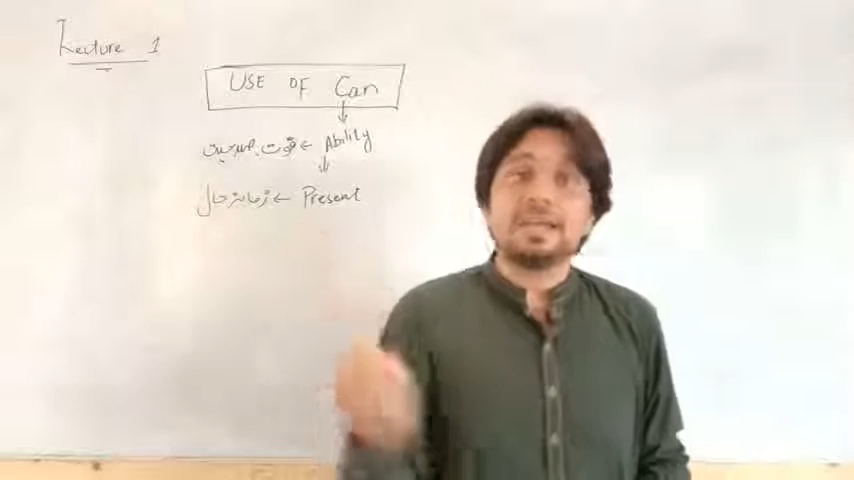 Lecture 1
USE OF Can
قوت، صلاحیت ← Ability
زمانہ حال ← Present